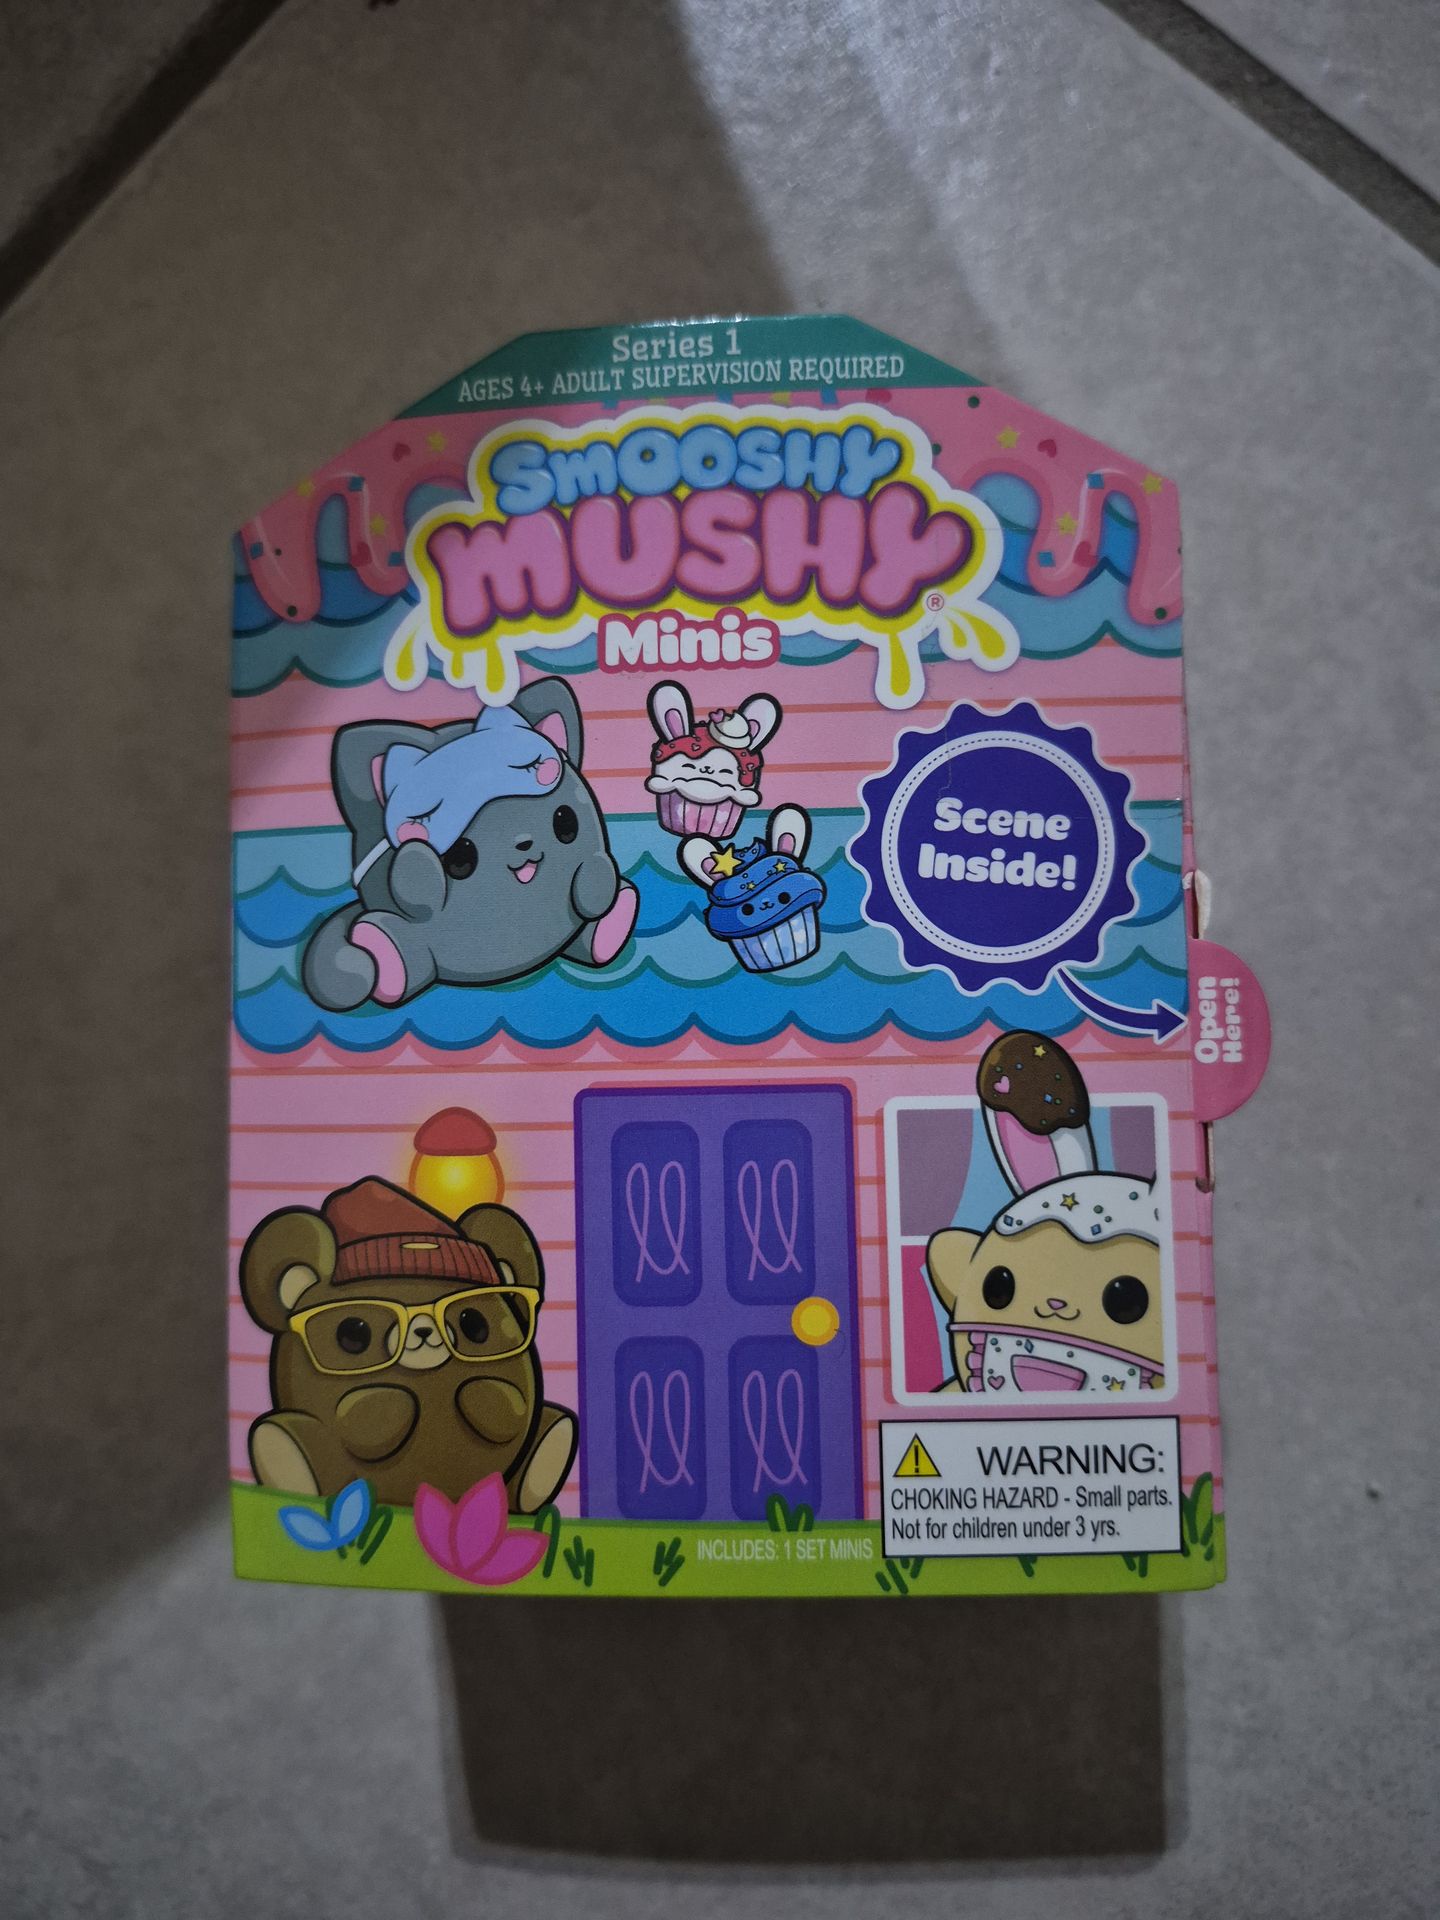 Series 1
AGES 4+ ADULT SUPERVISION REQUIRED
SMOOSHY
MUSHY®
Minis
Scene
Inside!
Open
Here!
WARNING:
CHOKING HAZARD - Small parts.
Not for children under 3 yrs.
INCLUDES: 1 SET MINIS